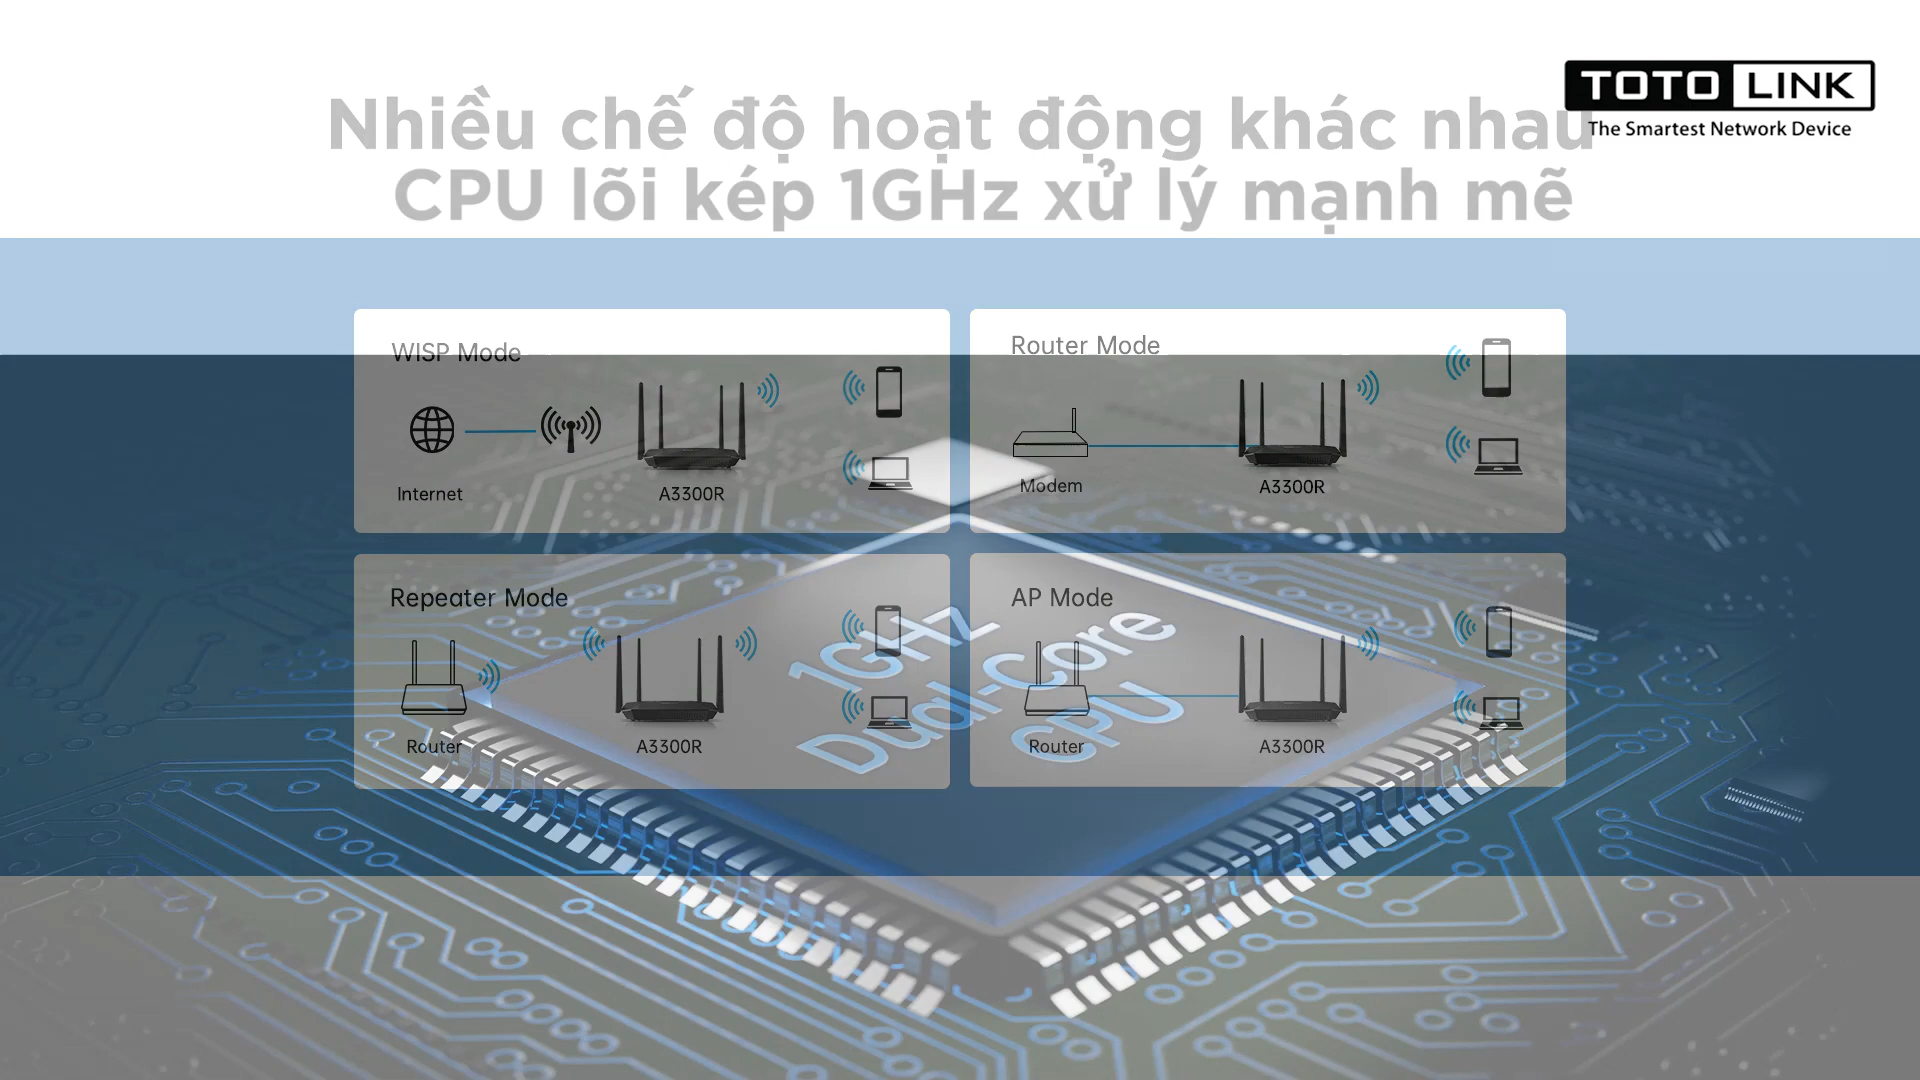 TOTO LINK
The Smartest Network Device
Nhiều chế độ hoạt động khác nhau
CPU lõi kép 1GHz xử lý mạnh mẽ
WISP Mode
Internet
A3300R
Router Mode
Modem
A3300R
Repeater Mode
Router
A3300R
AP Mode
Router
A3300R
1GHz
Dual-Core
CPU